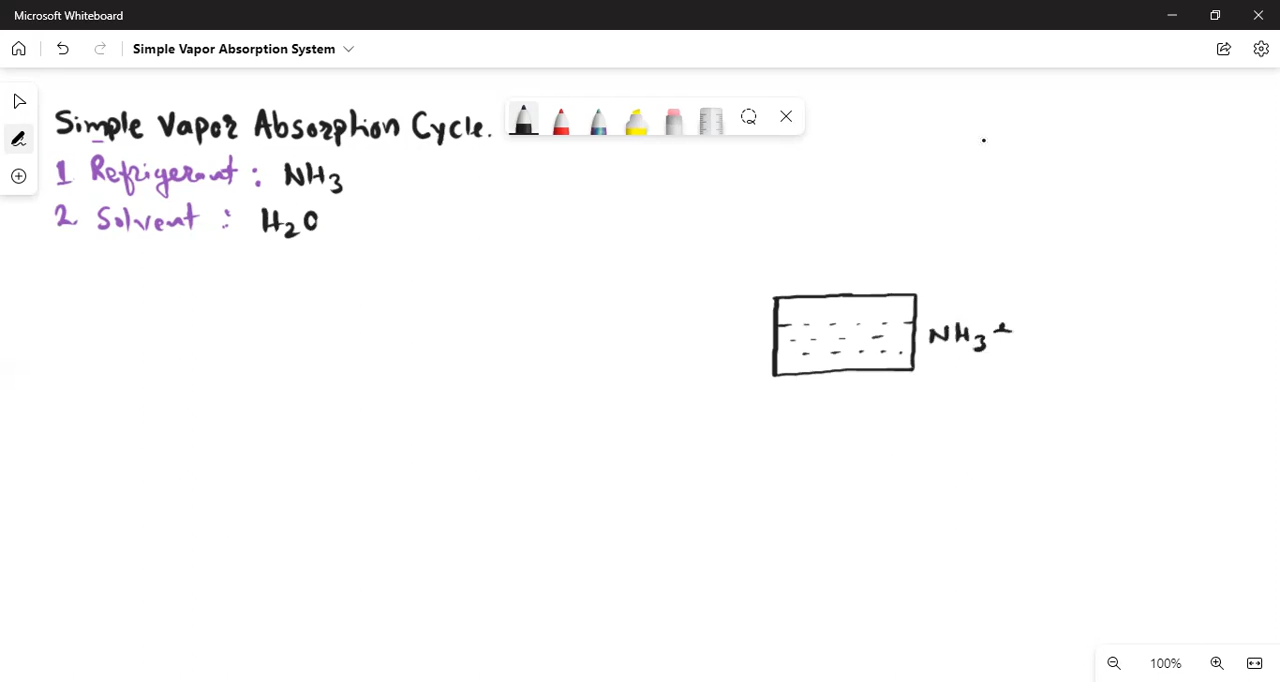 Microsoft Whiteboard
Simple Vapor Absorption System
Simple Vapor Absorption Cycle.
1 Refrigerant : NH3
2 Solvent : H2O
NH3
100%